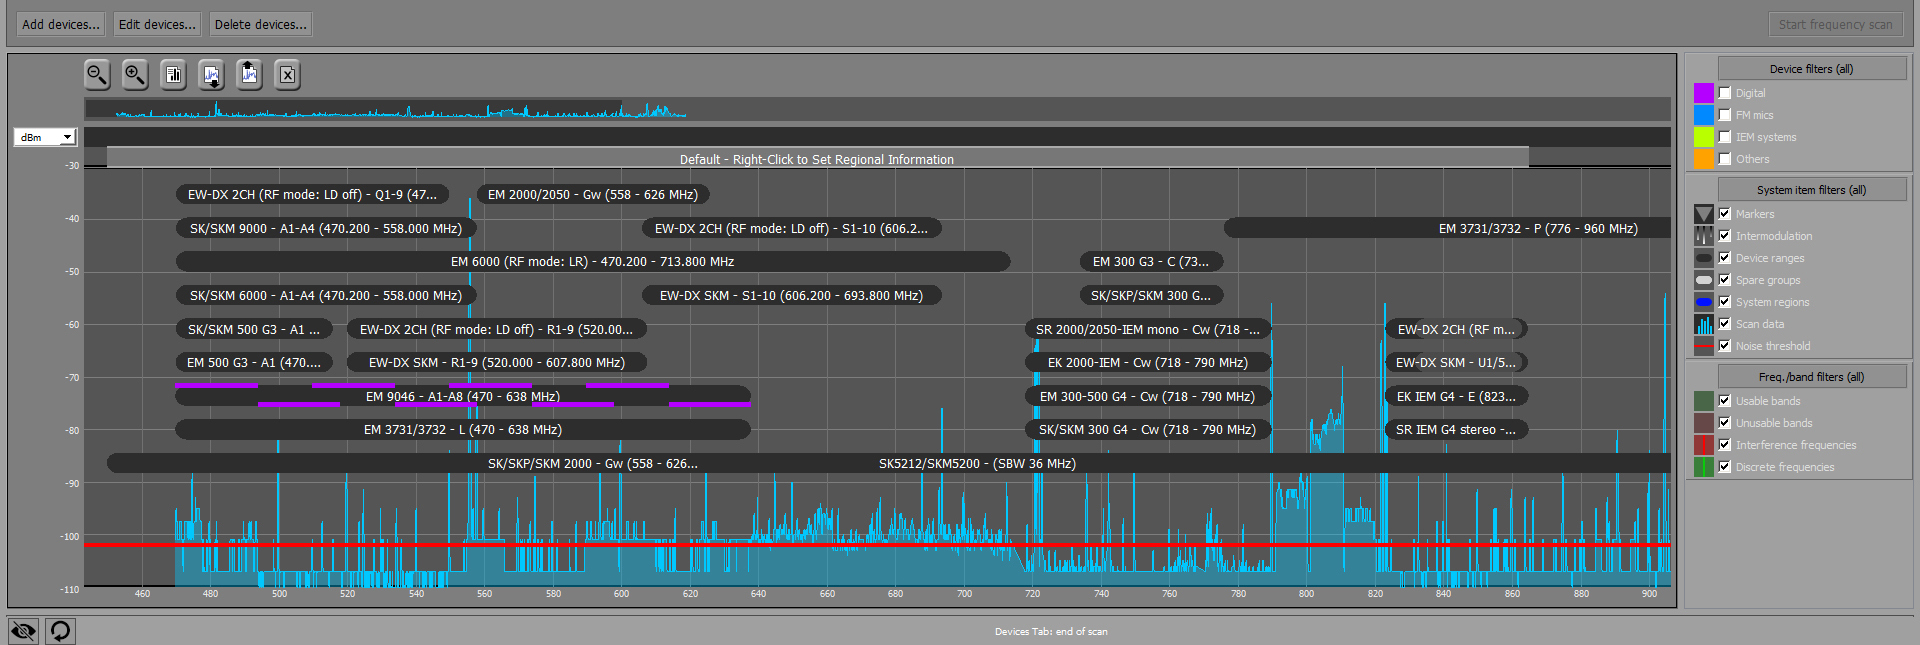 Add devices... Edit devices... Delete devices... Start frequency scan
Device filters (all)
Digital
FM mics
IEM systems
Others
System item filters (all)
Markers
Intermodulation
Device ranges
Spare groups
System regions
Scan data
Noise threshold
Freq./band filters (all)
Usable bands
Unusable bands
Interference frequencies
Discrete frequencies
dBm
Default - Right-Click to Set Regional Information
-30
EW-DX 2CH (RF mode: LD off) - Q1-9 (47... EM 2000/2050 - Gw (558 - 626 MHz)
-40
SK/SKM 9000 - A1-A4 (470.200 - 558.000 MHz) EW-DX 2CH (RF mode: LD off) - S1-10 (606.2... EM 3731/3732 - P (776 - 960 MHz)
EM 6000 (RF mode: LR) - 470.200 - 713.800 MHz EM 300 G3 - C (73...
-50
SK/SKM 6000 - A1-A4 (470.200 - 558.000 MHz) EW-DX SKM - S1-10 (606.200 - 693.800 MHz) SK/SKP/SKM 300 G...
-60
SK/SKM 500 G3 - A1 ... EW-DX 2CH (RF mode: LD off) - R1-9 (520.00... SR 2000/2050-IEM mono - Cw (718 -... EW-DX 2CH (RF m...
EM 500 G3 - A1 (470.... EW-DX SKM - R1-9 (520.000 - 607.800 MHz) EK 2000-IEM - Cw (718 - 790 MHz) EW-DX SKM - U1/5...
-70
EM 9046 - A1-A8 (470 - 638 MHz) EM 300-500 G4 - Cw (718 - 790 MHz) EK IEM G4 - E (823...
-80
EM 3731/3732 - L (470 - 638 MHz) SK/SKM 300 G4 - Cw (718 - 790 MHz) SR IEM G4 stereo -...
SK/SKP/SKM 2000 - Gw (558 - 626... SK5212/SKM5200 - (SBW 36 MHz)
-90
-100
-110
460 480 500 520 540 560 580 600 620 640 660 680 700 720 740 760 780 800 820 840 860 880 900
Devices Tab: end of scan